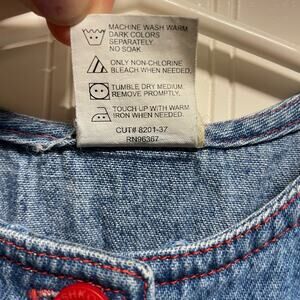 MACHINE WASH WARM
DARK COLORS
SEPARATELY
NO SOAK.
ONLY NON-CHLORINE
BLEACH WHEN NEEDED.
TUMBLE DRY MEDIUM.
REMOVE PROMPTLY.
TOUCH UP WITH WARM
IRON WHEN NEEDED.
CUT# 8201-37
RN96367